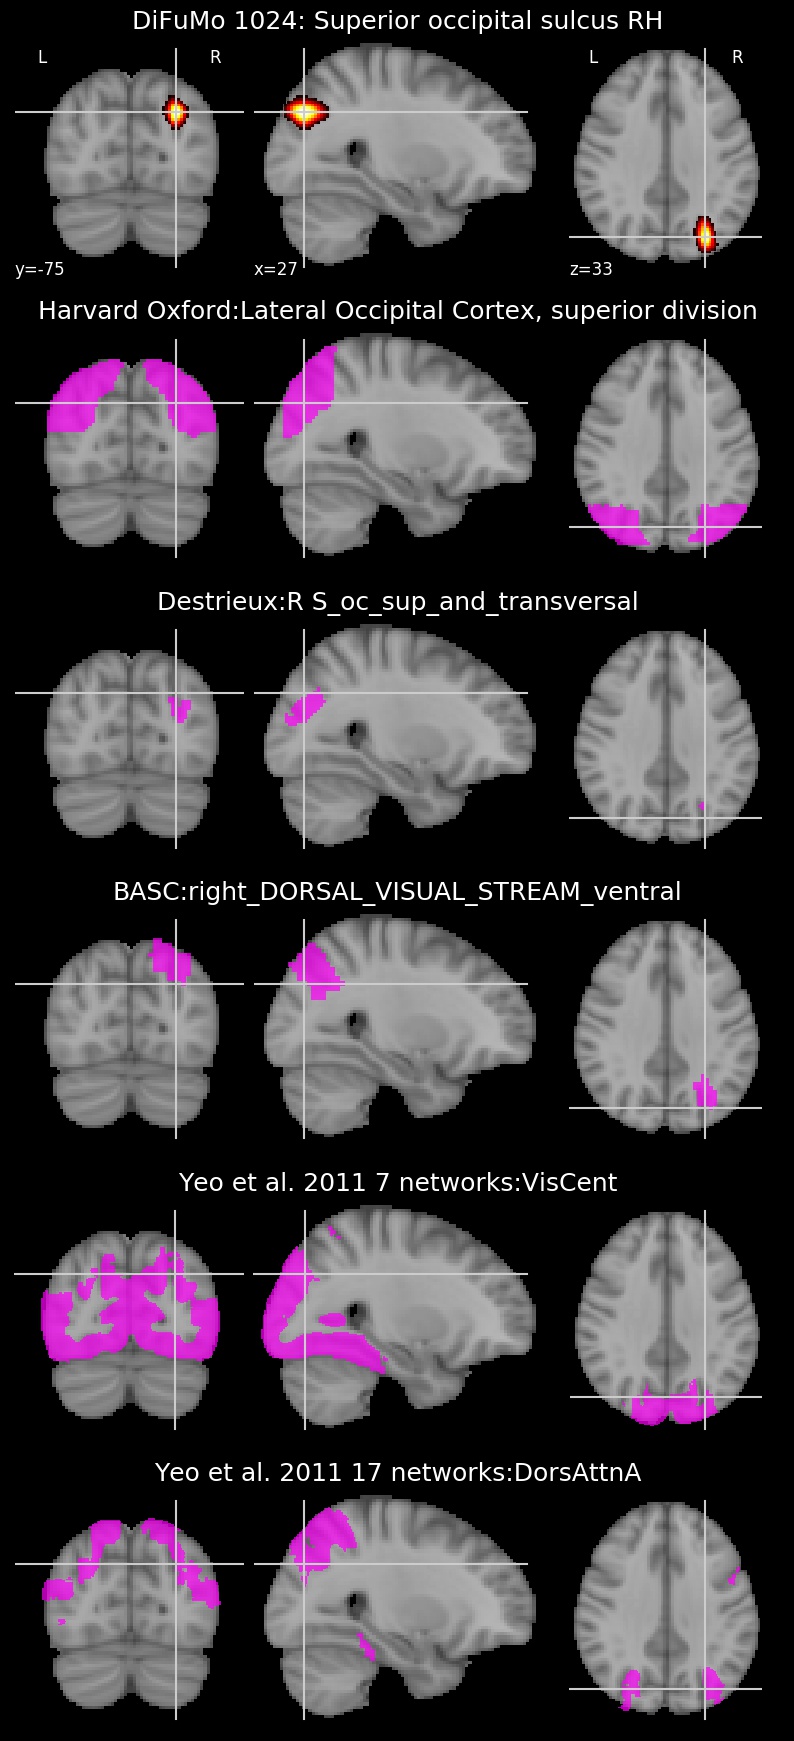 DiFuMo 1024: Superior occipital sulcus RH
L R L R
y=-75 x=27 z=33
Harvard Oxford:Lateral Occipital Cortex, superior division
Destrieux:R S_oc_sup_and_transversal
BASC:right_DORSAL_VISUAL_STREAM_ventral
Yeo et al. 2011 7 networks:VisCent
Yeo et al. 2011 17 networks:DorsAttnA